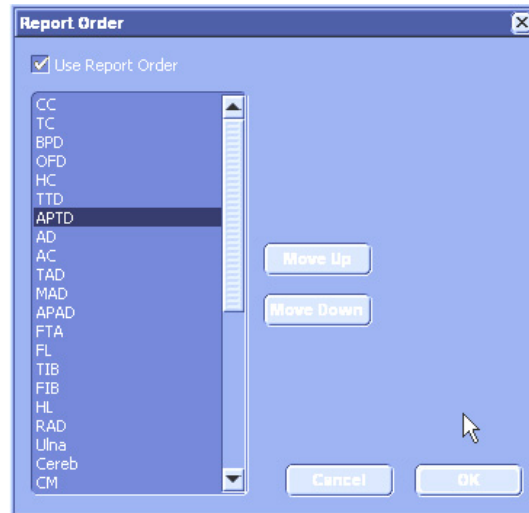 Report Order
Use Report Order
CC
TC
BPD
OFD
HC
TTD
APTD
AD
AC
TAD
MAD
APAD
FTA
FL
TIB
FIB
HL
RAD
Ulna
Cereb
CM
Move Up
Move Down
Cancel
OK